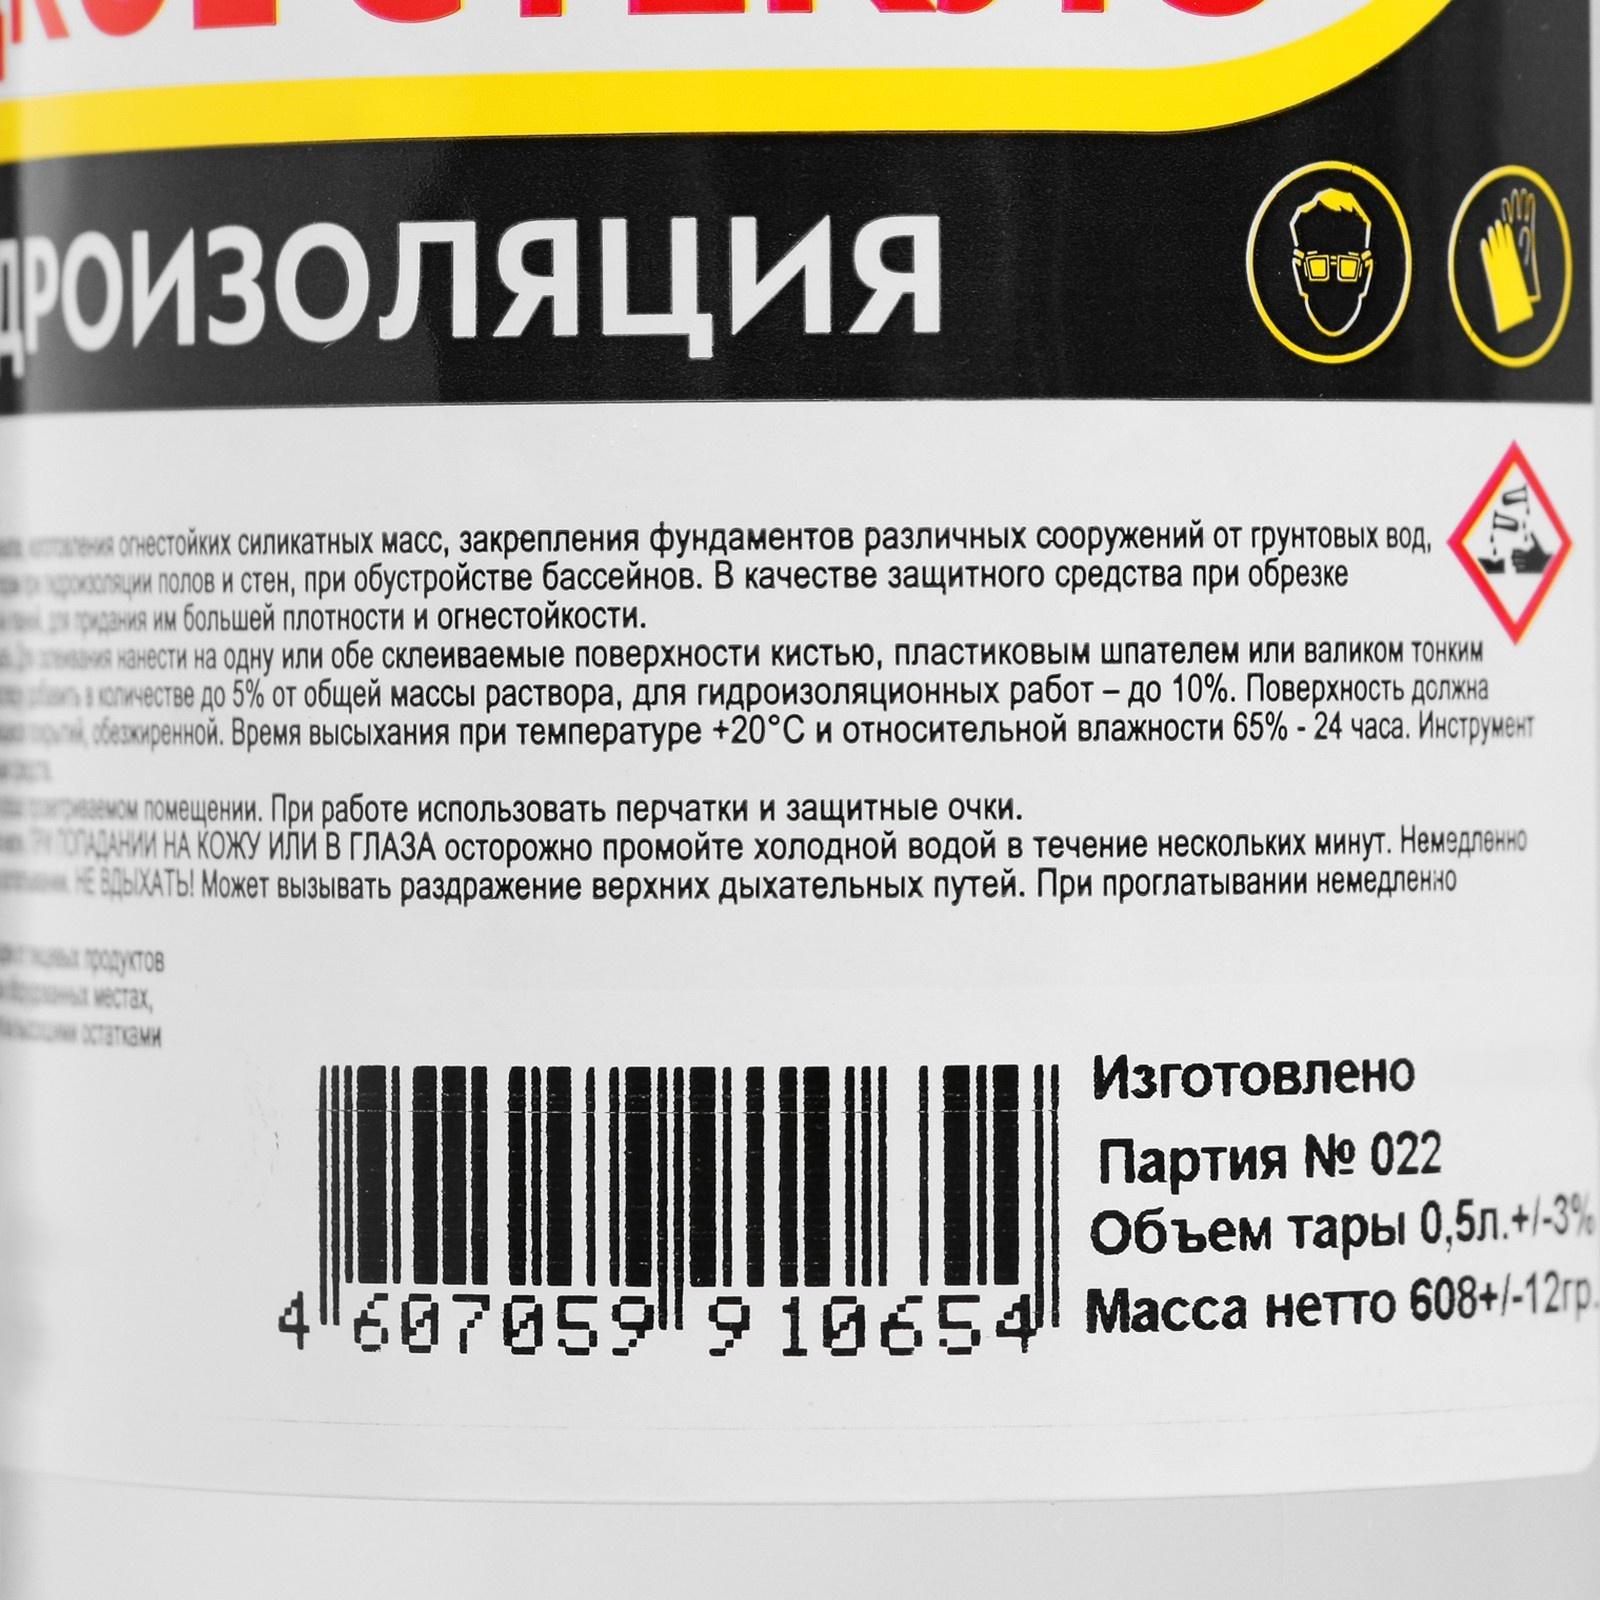 КОЕ СТЕКЛО
ДРОИЗОЛЯЦИЯ
огнестойких силикатных масс, закрепления фундаментов различных сооружений от грунтовых вод,
гидроизоляции полов и стен, при обустройстве бассейнов. В качестве защитного средства при обрезке
для придания им большей плотности и огнестойкости.
нанести на одну или обе склеиваемые поверхности кистью, пластиковым шпателем или валиком тонким
добавить в количестве до 5% от общей массы раствора, для гидроизоляционных работ – до 10%. Поверхность должна
обезжиренной. Время высыхания при температуре +20°С и относительной влажности 65% - 24 часа. Инструмент
проветриваемом помещении. При работе использовать перчатки и защитные очки.
ПРИ ПОПАДАНИИ НА КОЖУ ИЛИ В ГЛАЗА осторожно промойте холодной водой в течение нескольких минут. Немедленно
НЕ ВДЫХАТЬ! Может вызывать раздражение верхних дыхательных путей. При проглатывании немедленно
пищевых продуктов
местах,
остатками
4 607059 910654
Изготовлено
Партия № 022
Объем тары 0,5л.+/-3%
Масса нетто 608+/-12гр.